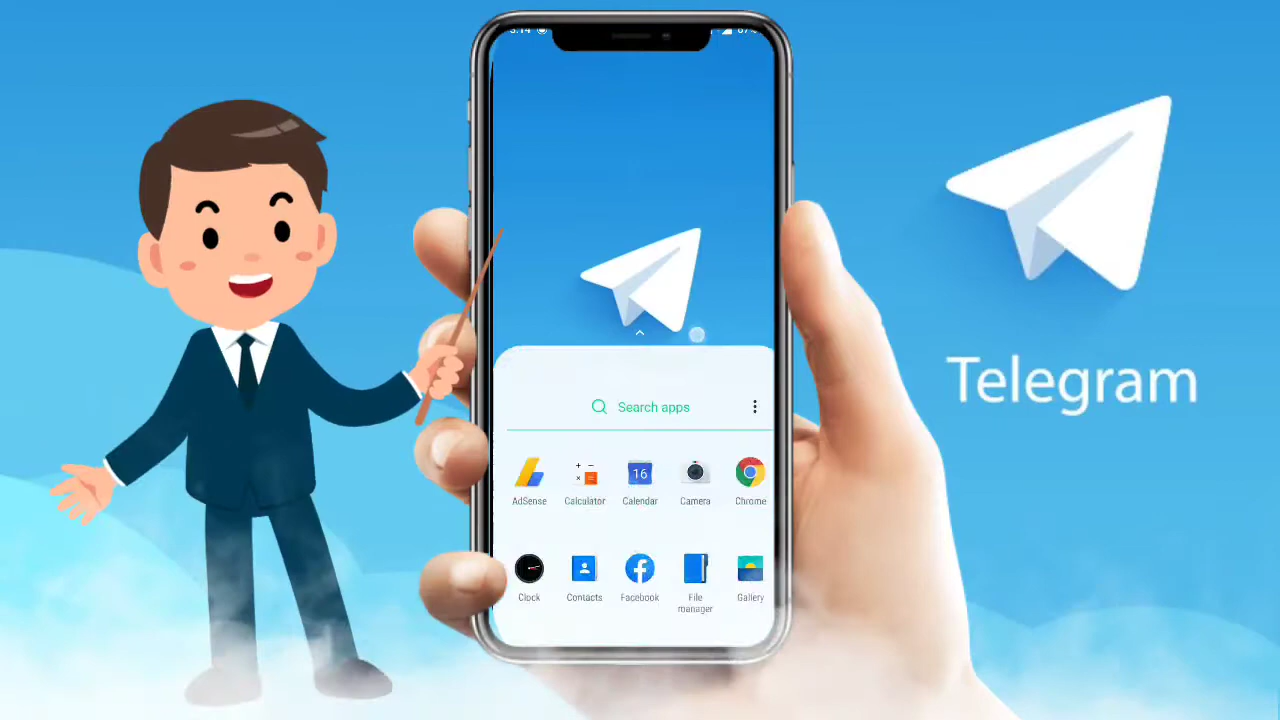 Telegram
Search apps
16
AdSense
Calculator
Calendar
Camera
Chrome
Clock
Contacts
Facebook
File
manager
Gallery